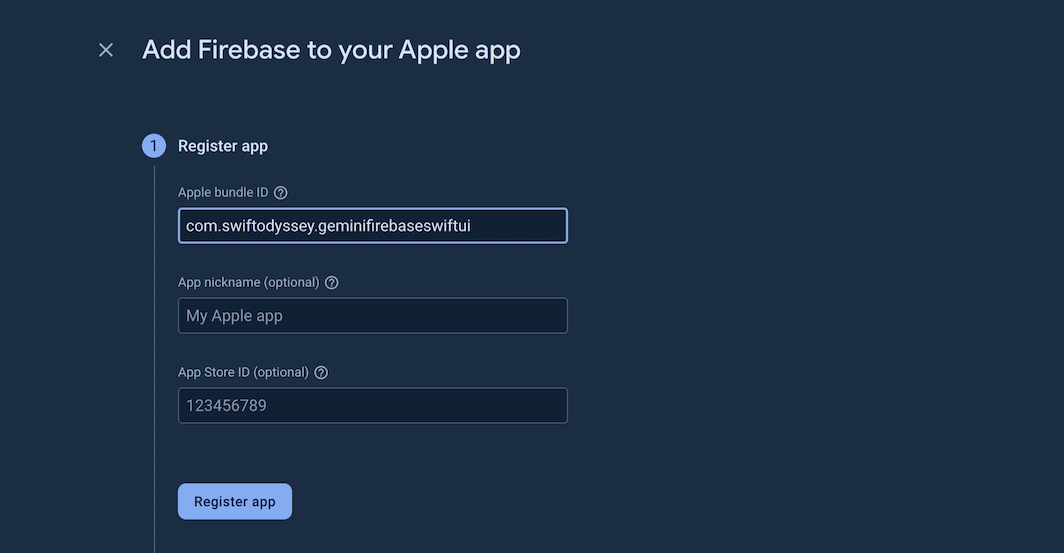 Add Firebase to your Apple app
1 Register app
Apple bundle ID ?
com.swiftodyssey.geminifirebaseswiftui
App nickname (optional) ?
My Apple app
App Store ID (optional) ?
123456789
Register app